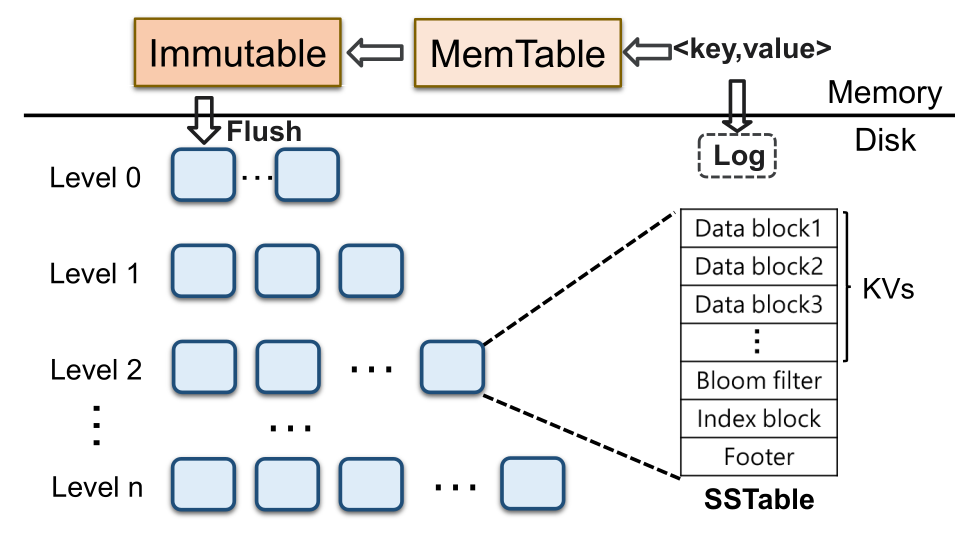 Immutable
MemTable
<key,value>
Memory
Disk
Flush
Log
Level 0
...
Level 1
Level 2
...
⋮
...
Level n
...
Data block1
Data block2
Data block3
⋮
KVs
Bloom filter
Index block
Footer
SSTable